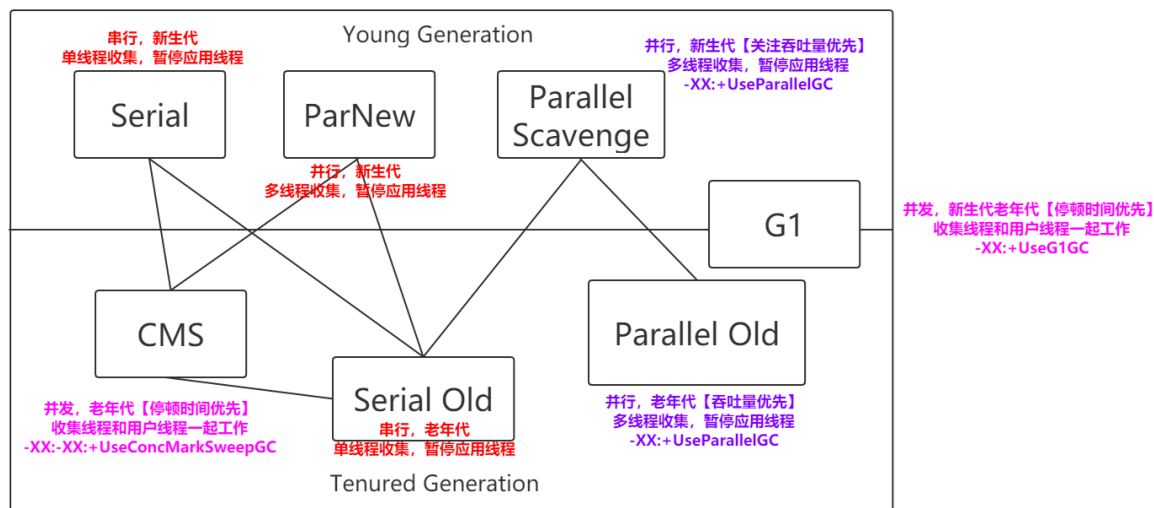 Young Generation
串行，新生代
单线程收集，暂停应用线程
Serial
ParNew
并行，新生代
多线程收集，暂停应用线程
Parallel
Scavenge
并行，新生代【关注吞吐量优先】
多线程收集，暂停应用线程
-XX:+UseParallelGC
G1
并发，新生代老年代【停顿时间优先】
收集线程和用户线程一起工作
-XX:+UseG1GC
CMS
并发，老年代【停顿时间优先】
收集线程和用户线程一起工作
-XX:-XX:+UseConcMarkSweepGC
Serial Old
串行，老年代
单线程收集，暂停应用线程
Parallel Old
并行，老年代【吞吐量优先】
多线程收集，暂停应用线程
-XX:+UseParallelGC
Tenured Generation